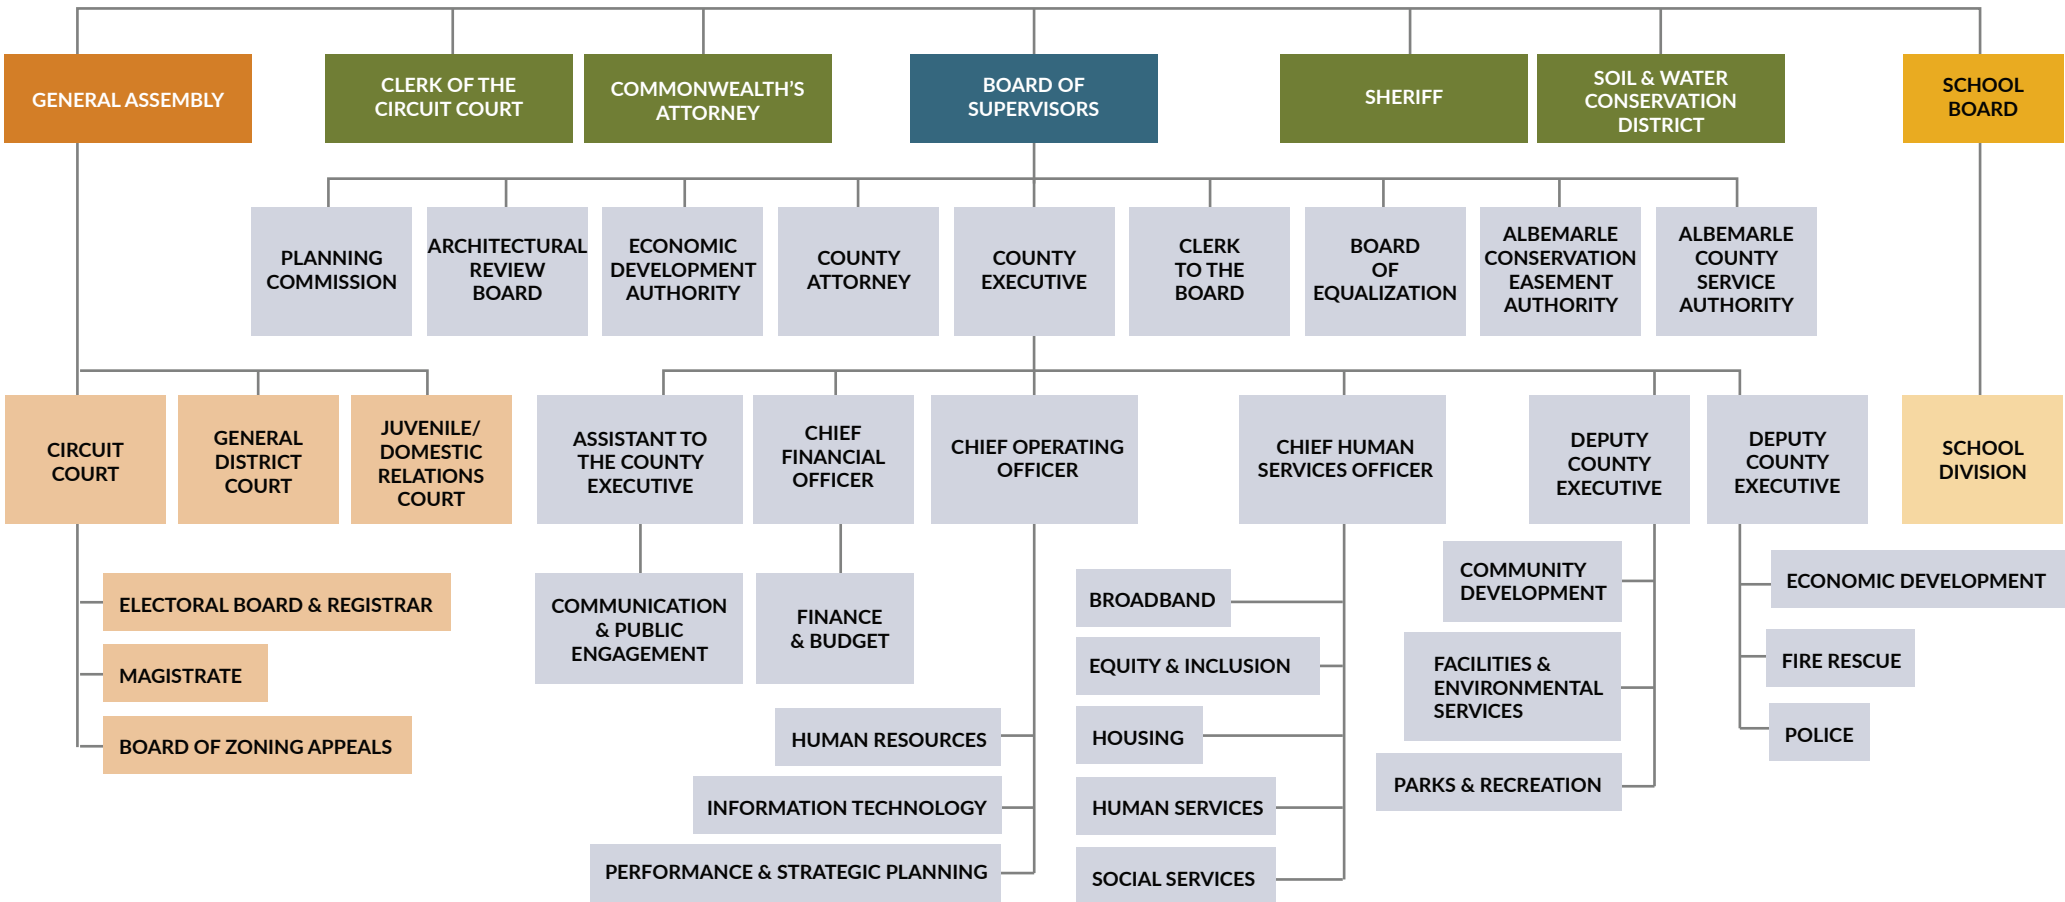 GENERAL ASSEMBLY
CLERK OF THE
CIRCUIT COURT
COMMONWEALTH'S
ATTORNEY
BOARD OF
SUPERVISORS
SHERIFF
SOIL & WATER
CONSERVATION
DISTRICT
SCHOOL
BOARD
PLANNING
COMMISSION
ARCHITECTURAL
REVIEW
BOARD
ECONOMIC
DEVELOPMENT
AUTHORITY
COUNTY
ATTORNEY
COUNTY
EXECUTIVE
CLERK
TO THE
BOARD
BOARD
OF
EQUALIZATION
ALBEMARLE
CONSERVATION
EASEMENT
AUTHORITY
ALBEMARLE
COUNTY
SERVICE
AUTHORITY
CIRCUIT
COURT
GENERAL
DISTRICT
COURT
JUVENILE/
DOMESTIC
RELATIONS
COURT
ASSISTANT TO
THE COUNTY
EXECUTIVE
CHIEF
FINANCIAL
OFFICER
CHIEF OPERATING
OFFICER
CHIEF HUMAN
SERVICES OFFICER
DEPUTY
COUNTY
EXECUTIVE
DEPUTY
COUNTY
EXECUTIVE
SCHOOL
DIVISION
ELECTORAL BOARD & REGISTRAR
MAGISTRATE
BOARD OF ZONING APPEALS
COMMUNICATION
& PUBLIC
ENGAGEMENT
FINANCE
& BUDGET
HUMAN RESOURCES
INFORMATION TECHNOLOGY
PERFORMANCE & STRATEGIC PLANNING
BROADBAND
EQUITY & INCLUSION
HOUSING
HUMAN SERVICES
SOCIAL SERVICES
COMMUNITY
DEVELOPMENT
FACILITIES &
ENVIRONMENTAL
SERVICES
PARKS & RECREATION
ECONOMIC DEVELOPMENT
FIRE RESCUE
POLICE